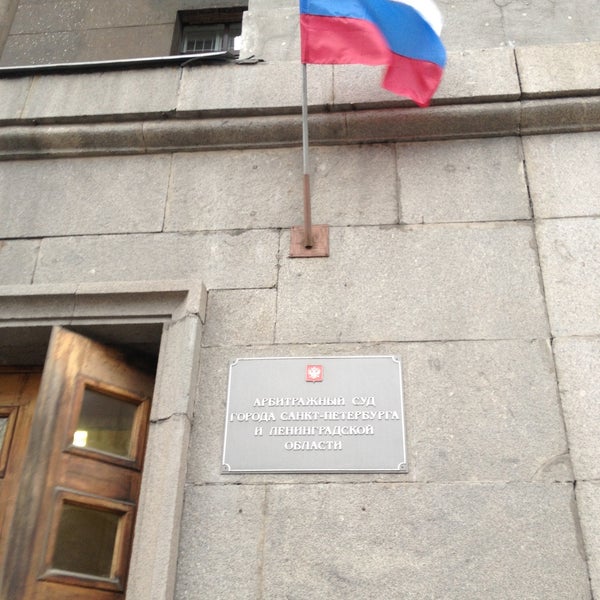 АРБИТРАЖНЫЙ СУД
ГОРОДА САНКТ-ПЕТЕРБУРГА
И ЛЕНИНГРАДСКОЙ
ОБЛАСТИ